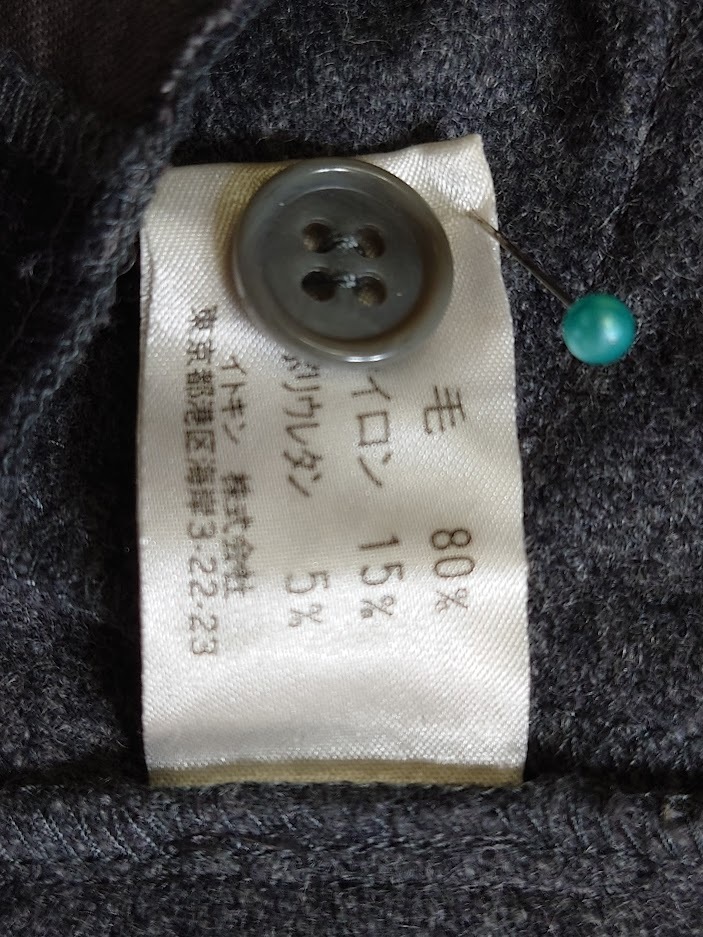 毛 80%
イロン 15%
ポリウレタン 5%
イトキン 株式会社
東京都港区海岸3-22-23